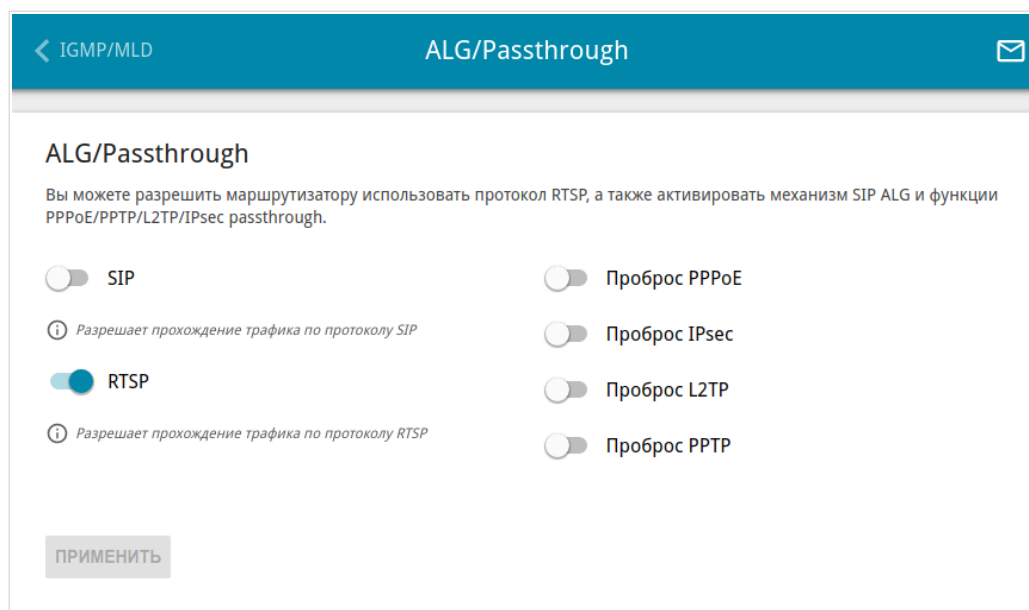 IGMP/MLD
ALG/Passthrough
ALG/Passthrough
Вы можете разрешить маршрутизатору использовать протокол RTSP, а также активировать механизм SIP ALG и функции
PPPoE/PPTP/L2TP/IPsec passthrough.
SIP
Разрешает прохождение трафика по протоколу SIP
RTSP
Разрешает прохождение трафика по протоколу RTSP
Проброс PPPoE
Проброс IPsec
Проброс L2TP
Проброс PPTP
ПРИМЕНИТЬ